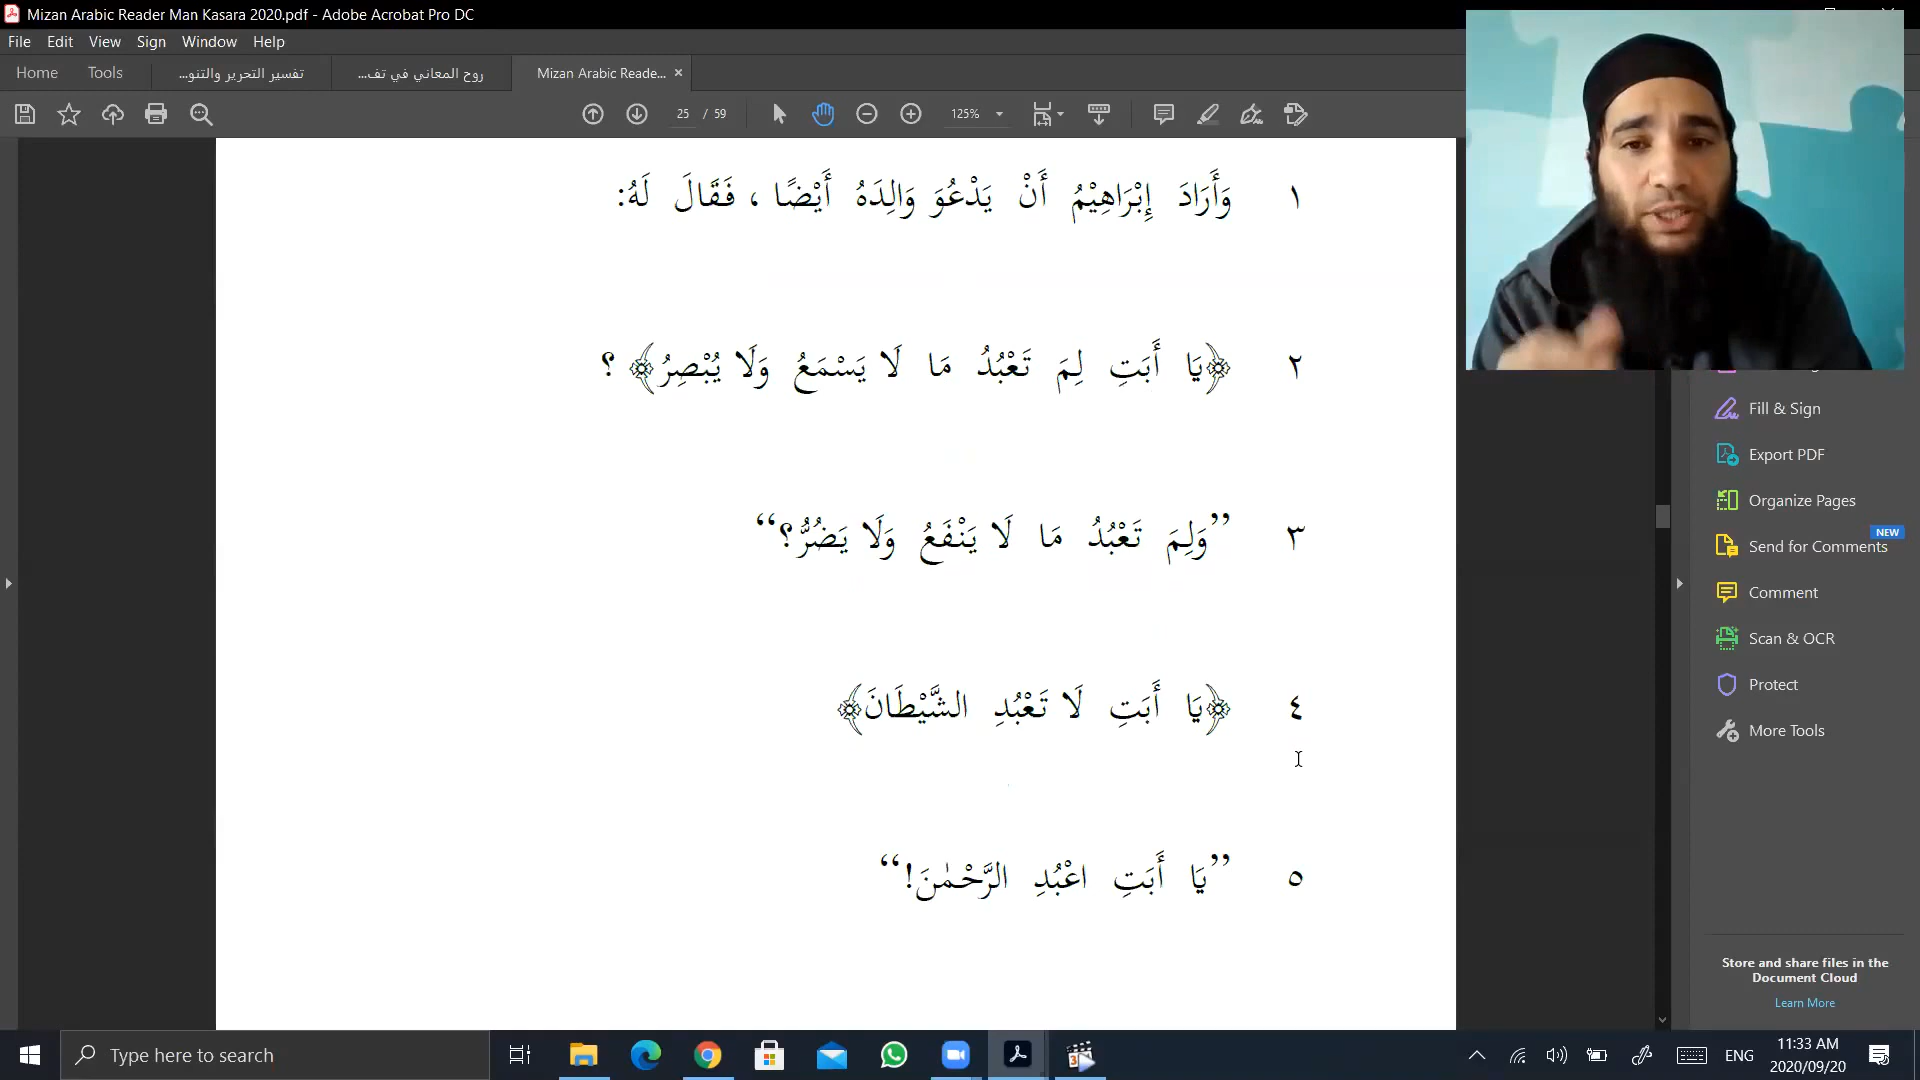 Mizan Arabic Reader Man Kasara 2020.pdf - Adobe Acrobat Pro DC
File Edit View Sign Window Help
Home Tools تفسير التحرير والتنو... روح المعاني في تف... Mizan Arabic Reade... ×
25 / 59 125%
١ وَأَرَادَ إِبْرَاهِيْمُ أَنْ يَدْعُوَ وَالِدَهُ أَيْضًا ، فَقَالَ لَهُ:
٢ ﴿يَا أَبَتِ لِمَ تَعْبُدُ مَا لَا يَسْمَعُ وَلَا يُبْصِرُ﴾ ؟
٣ ”وَلِمَ تَعْبُدُ مَا لَا يَنْفَعُ وَلَا يَضُرُّ؟“
٤ ﴿يَا أَبَتِ لَا تَعْبُدِ الشَّيْطَانَ﴾
٥ ”يَا أَبَتِ اعْبُدِ الرَّحْمٰنَ!“
Fill & Sign
Export PDF
Organize Pages
NEW
Send for Comments
Comment
Scan & OCR
Protect
More Tools
Store and share files in the
Document Cloud
Learn More
Type here to search
ENG
11:33 AM
2020/09/20